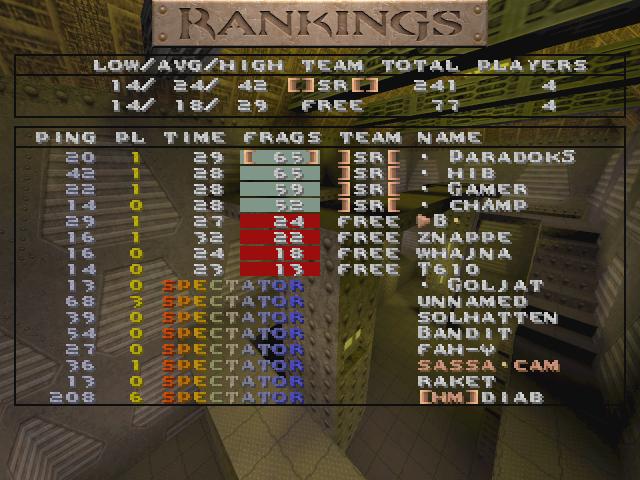 RANKINGS
LOW/AVG/HIGH TEAM TOTAL PLAYERS
14/ 24/ 42 []SR[] 241 4
14/ 18/ 29 FREE 77 4
PING PL TIME FRAGS TEAM NAME
20 1 29 [ 65] ]SR[ · PARADOKS
42 1 28 65 ]SR[ · HIB
22 1 28 59 ]SR[ · GAMER
14 0 28 52 ]SR[ · CHAMP
29 1 27 24 FREE B·
16 1 32 22 FREE ZNAPPE
16 0 24 18 FREE WHAJNA
14 0 23 13 FREE T610
13 0 SPECTATOR · GOLJAT
68 3 SPECTATOR UNNAMED
39 0 SPECTATOR SOLHATTEN
54 0 SPECTATOR BANDIT
27 0 SPECTATOR FAH-Y
36 1 SPECTATOR SASSA·CAM
13 0 SPECTATOR RAKET
208 6 SPECTATOR [HM]DIAB